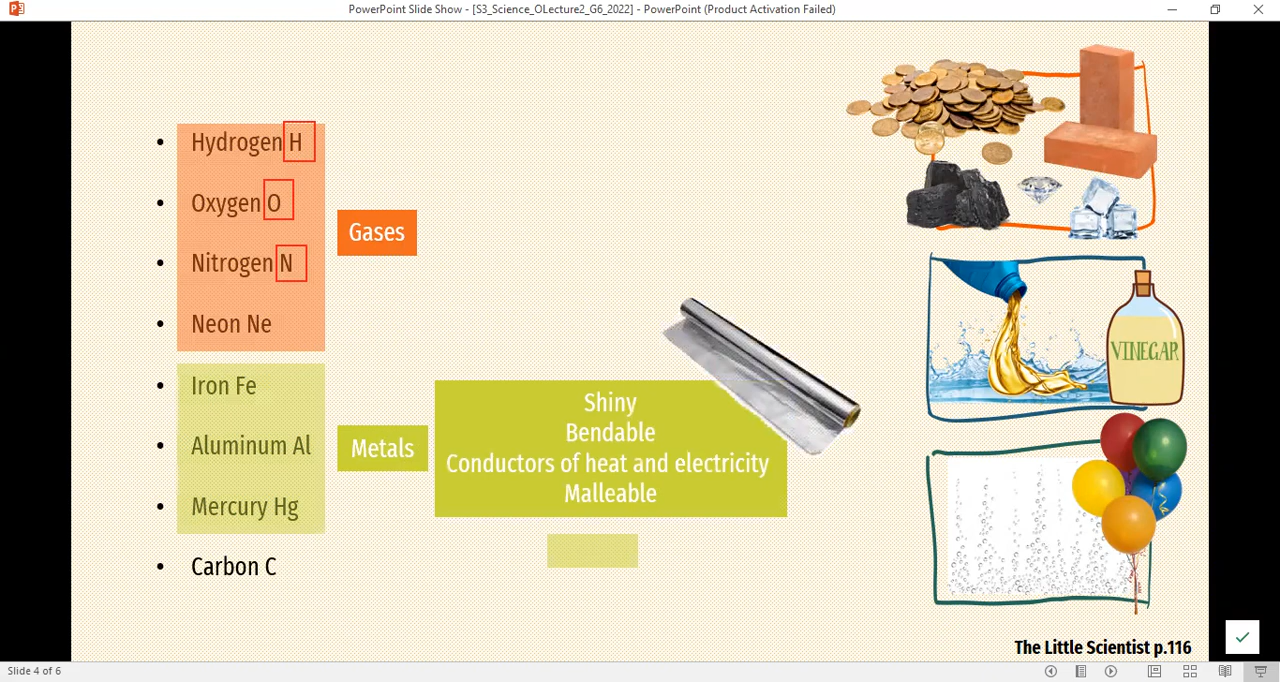 PowerPoint Slide Show - [S3_Science_OLecture2_G6_2022] - PowerPoint (Product Activation Failed)
• Hydrogen H
• Oxygen O
• Nitrogen N
• Neon Ne
Gases
• Iron Fe
• Aluminum Al
• Mercury Hg
Metals
Shiny
Bendable
Conductors of heat and electricity
Malleable
• Carbon C
VINEGAR
The Little Scientist p.116
Slide 4 of 6